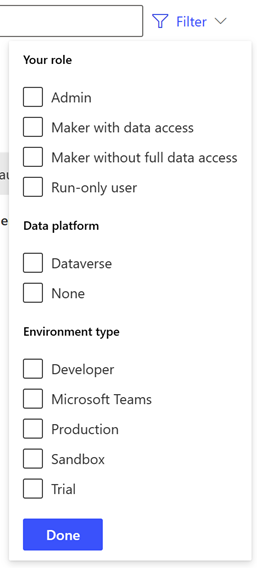 Filter
Your role
Admin
Maker with data access
Maker without full data access
Run-only user
Data platform
Dataverse
None
Environment type
Developer
Microsoft Teams
Production
Sandbox
Trial
Done